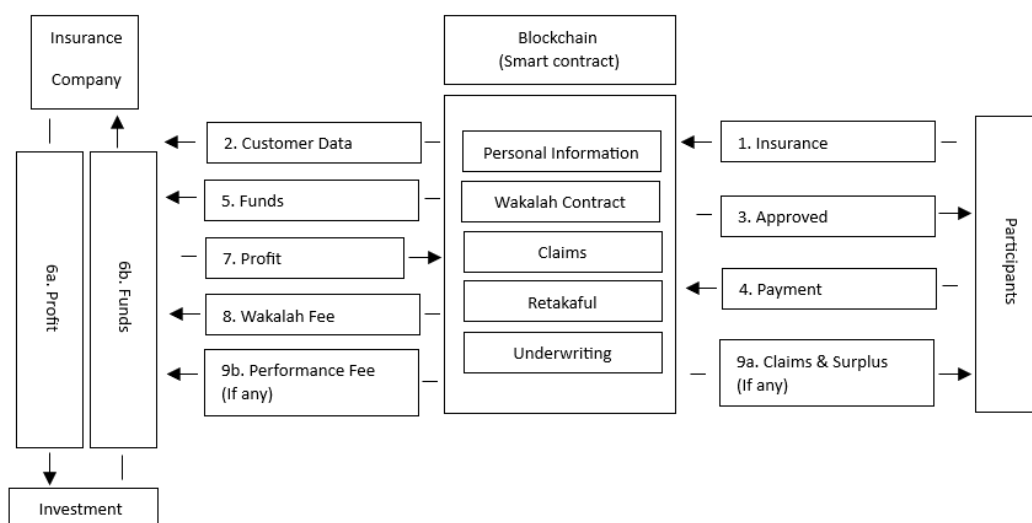 Insurance
Company
Blockchain
(Smart contract)
2. Customer Data
5. Funds
7. Profit
8. Wakalah Fee
9b. Performance Fee
(If any)
Personal Information
Wakalah Contract
Claims
Retakaful
Underwriting
1. Insurance
3. Approved
4. Payment
9a. Claims & Surplus
(If any)
Participants
6a. Profit
6b. Funds
Investment